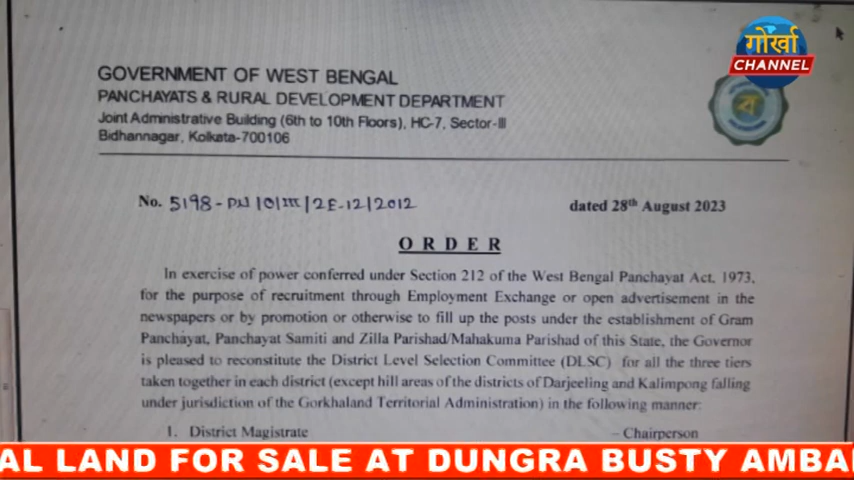 गोर्खा
CHANNEL
GOVERNMENT OF WEST BENGAL
PANCHAYATS & RURAL DEVELOPMENT DEPARTMENT
Joint Administrative Building (6th to 10th Floors), HC-7, Sector-III
Bidhannagar, Kolkata-700106
No. 5198-PN/O/III/2E-12/2012 dated 28th August 2023
ORDER
In exercise of power conferred under Section 212 of the West Bengal Panchayat Act, 1973,
for the purpose of recruitment through Employment Exchange or open advertisement in the
newspapers or by promotion or otherwise to fill up the posts under the establishment of Gram
Panchayat, Panchayat Samiti and Zilla Parishad/Mahakuma Parishad of this State, the Governor
is pleased to reconstitute the District Level Selection Committee (DLSC) for all the three tiers
taken together in each district (except hill areas of the districts of Darjeeling and Kalimpong falling
under jurisdiction of the Gorkhaland Territorial Administration) in the following manner:
1. District Magistrate – Chairperson
AL LAND FOR SALE AT DUNGRA BUSTY AMBA